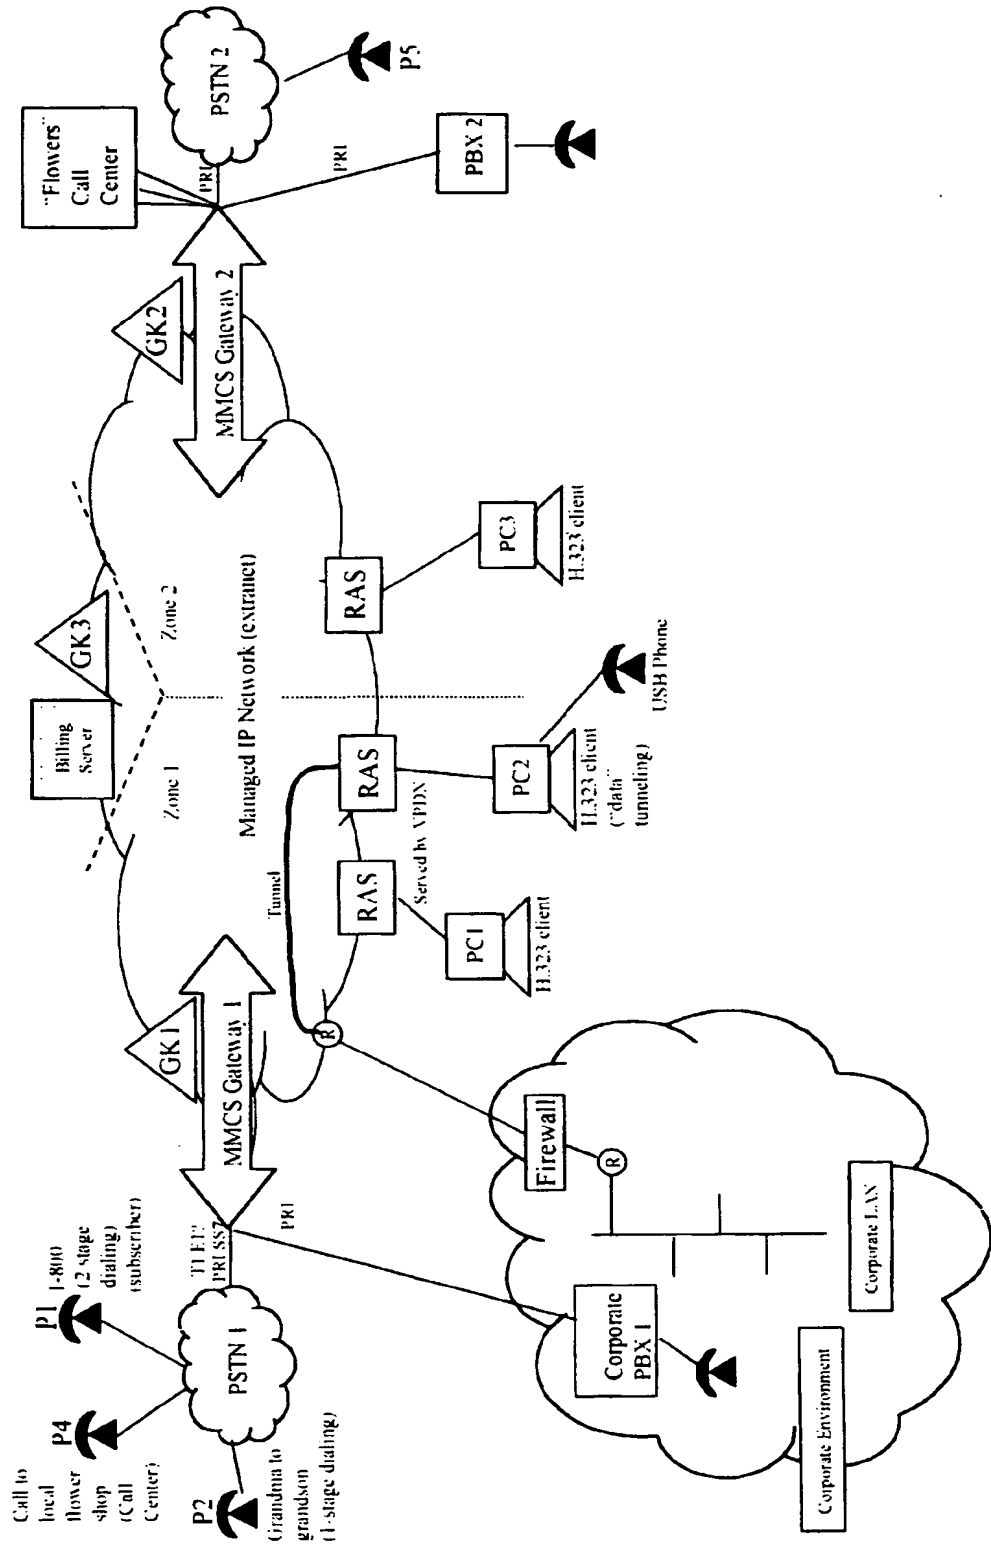 Call to
local
flower
shop
(Call
Center)
P4
P1
1-800
(2 stage
dialing)
(subscriber)
P2
Grandma to
grandson
(1-stage dialing)
PSTN 1
PRI SS7
PRI
GK1
MMCS Gateway 1
Billing
Server
GK3
Zone 1
Zone 2
Managed IP Network (extranet)
Tunnel
R
RAS
RAS
RAS
Served by VPDN
PC1
H.323 client
PC2
H.323 client
("data"
tunneling)
USB Phone
PC3
H.323 client
GK2
MMCS Gateway 2
"Flowers"
Call
Center
PRI
PSTN 2
P5
PRI
PBX 2
Firewall
R
Corporate
PBX 1
Corporate LAN
Corporate Environment